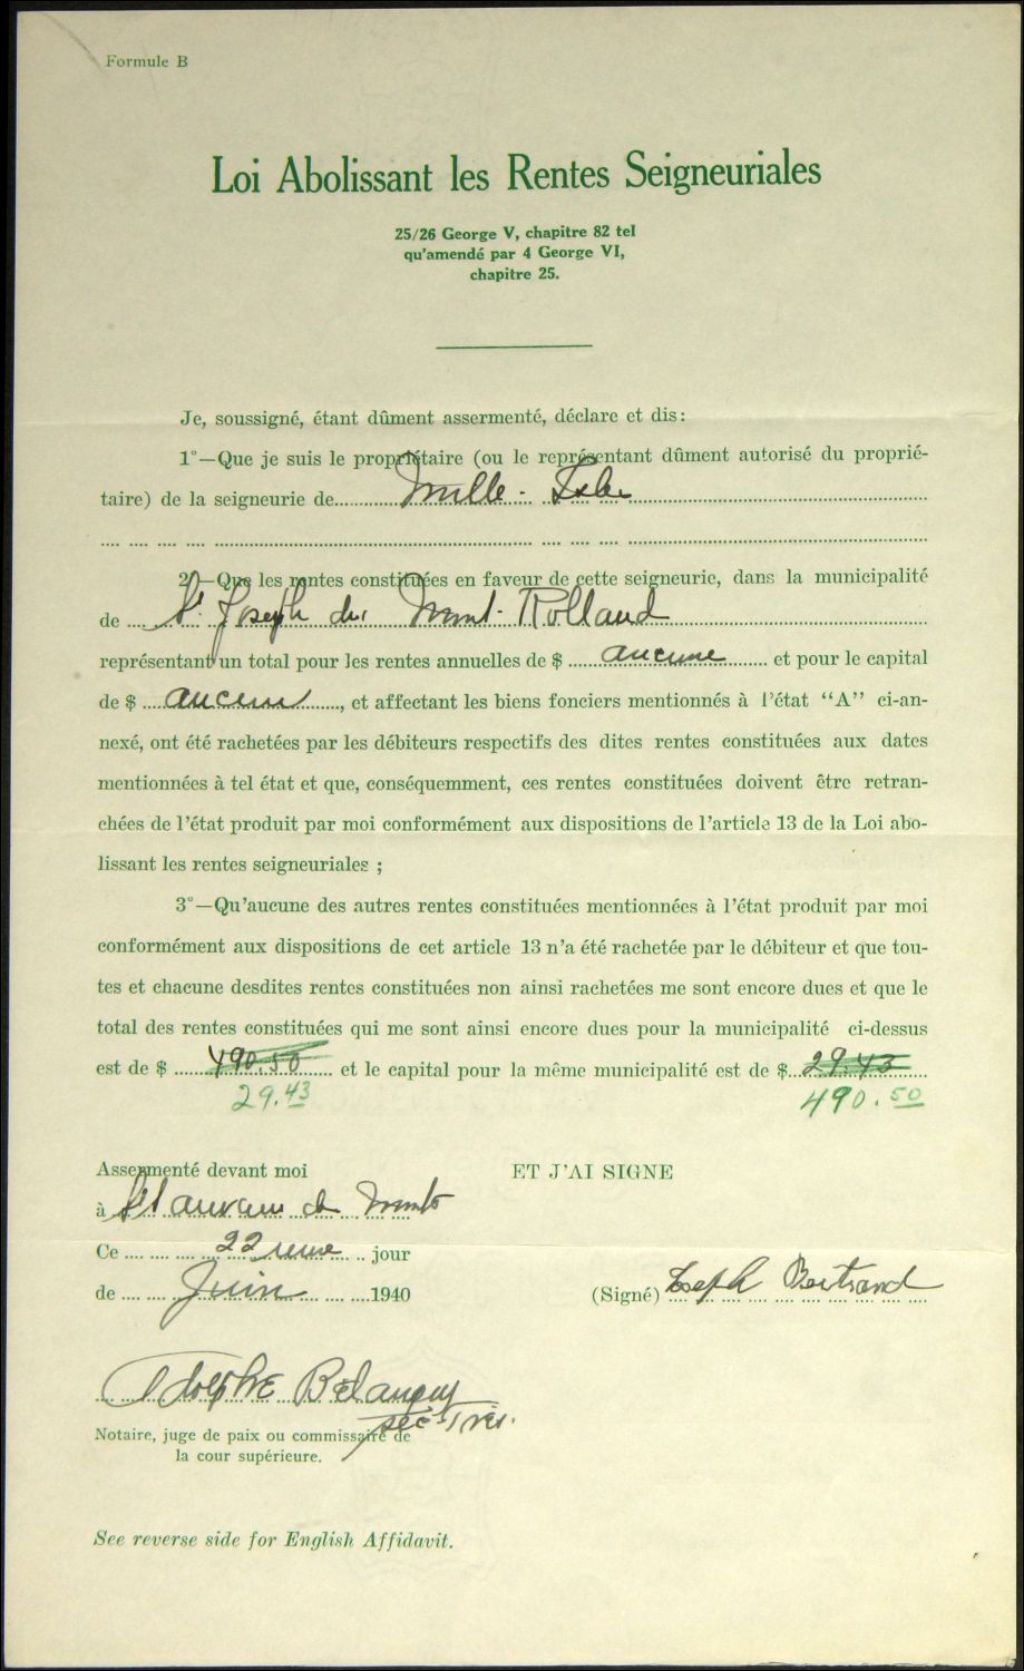 Formule B
Loi Abolissant les Rentes Seigneuriales
25/26 George V, chapitre 82 tel
qu'amendé par 4 George VI,
chapitre 25.
Je, soussigné, étant dûment assermenté, déclare et dis:
1°—Que je suis le propriétaire (ou le représentant dûment autorisé du proprié-
taire) de la seigneurie de Mille-Isles
2°—Que les rentes constituées en faveur de cette seigneurie, dans la municipalité
de St. Joseph du Mont-Rolland
représentant un total pour les rentes annuelles de $ aucune et pour le capital
de $ aucun, et affectant les biens fonciers mentionnés à l'état "A" ci-an-
nexé, ont été rachetées par les débiteurs respectifs des dites rentes constituées aux dates
mentionnées à tel état et que, conséquemment, ces rentes constituées doivent être retran-
chées de l'état produit par moi conformément aux dispositions de l'article 13 de la Loi abo-
lissant les rentes seigneuriales ;
3°—Qu'aucune des autres rentes constituées mentionnées à l'état produit par moi
conformément aux dispositions de cet article 13 n'a été rachetée par le débiteur et que tou-
tes et chacune desdites rentes constituées non ainsi rachetées me sont encore dues et que le
total des rentes constituées qui me sont ainsi encore dues pour la municipalité ci-dessus
est de $ 490.50 et le capital pour la même municipalité est de $ 29.43
29.43 490.50
Assermenté devant moi ET J'AI SIGNE
à St Sauveur des Monts
Ce 22 ieme jour
de Juin 1940 (Signé) Joseph Bertrand
Adolphe Bélanger
sec-Trés.
Notaire, juge de paix ou commissaire de
la cour supérieure.
See reverse side for English Affidavit.